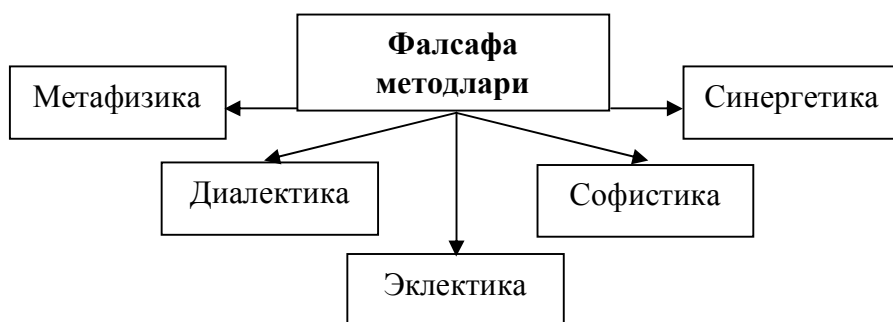 Фалсафа
методлари
Метафизика
Синергетика
Диалектика
Софистика
Эклектика